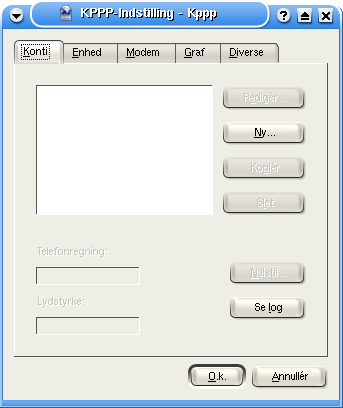 KPPP-Indstilling - Kppp
Konti Enhed Modem Graf Diverse
Redigér...
Ny...
Kopiér
Slet
Telefonregning:
Nulstil...
Lydstyrke:
Se log
O.k. Annullér